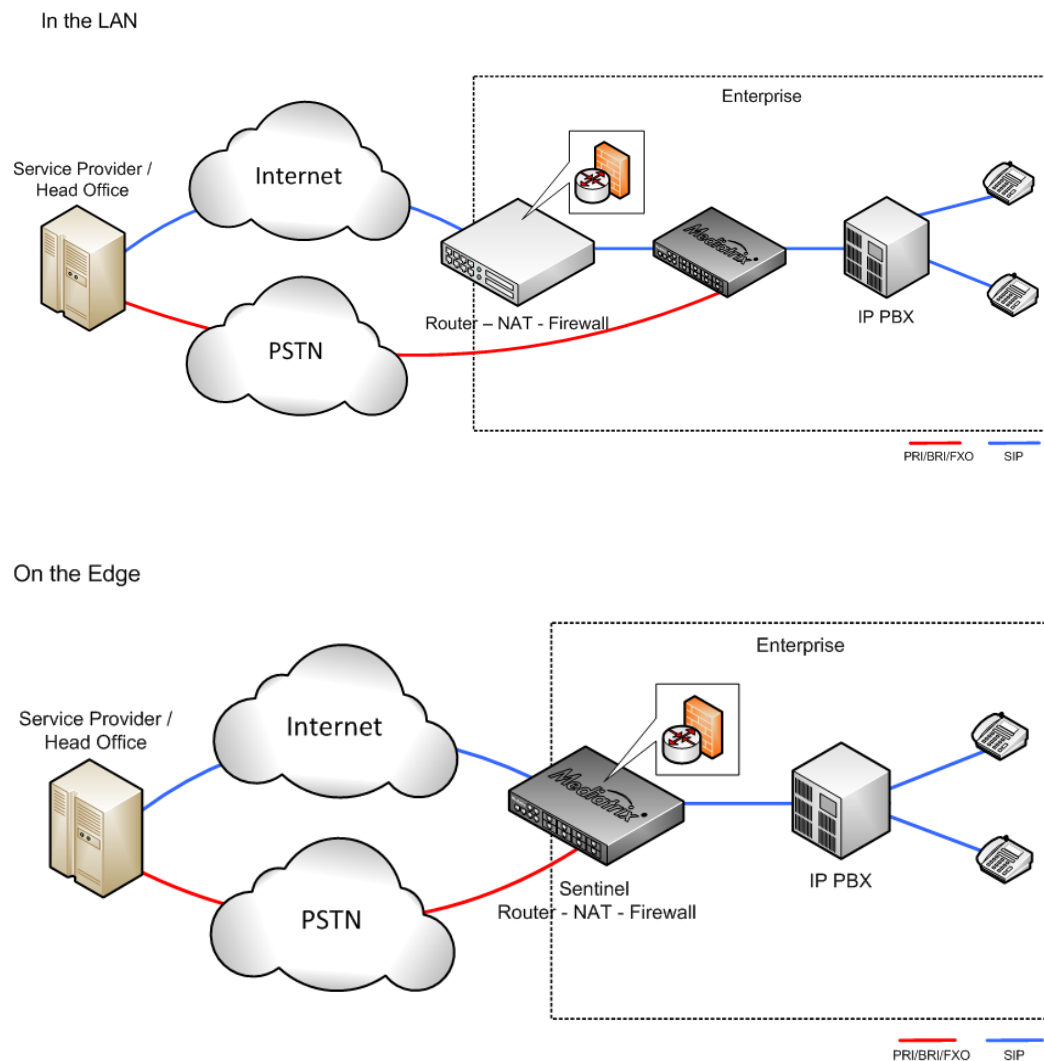 In the LAN
Enterprise
Service Provider /
Head Office
Internet
Mediatrix
Router – NAT - Firewall
IP PBX
PSTN
PRI/BRI/FXO
SIP
On the Edge
Enterprise
Service Provider /
Head Office
Internet
Mediatrix
IP PBX
Sentinel
Router - NAT - Firewall
PSTN
PRI/BRI/FXO
SIP